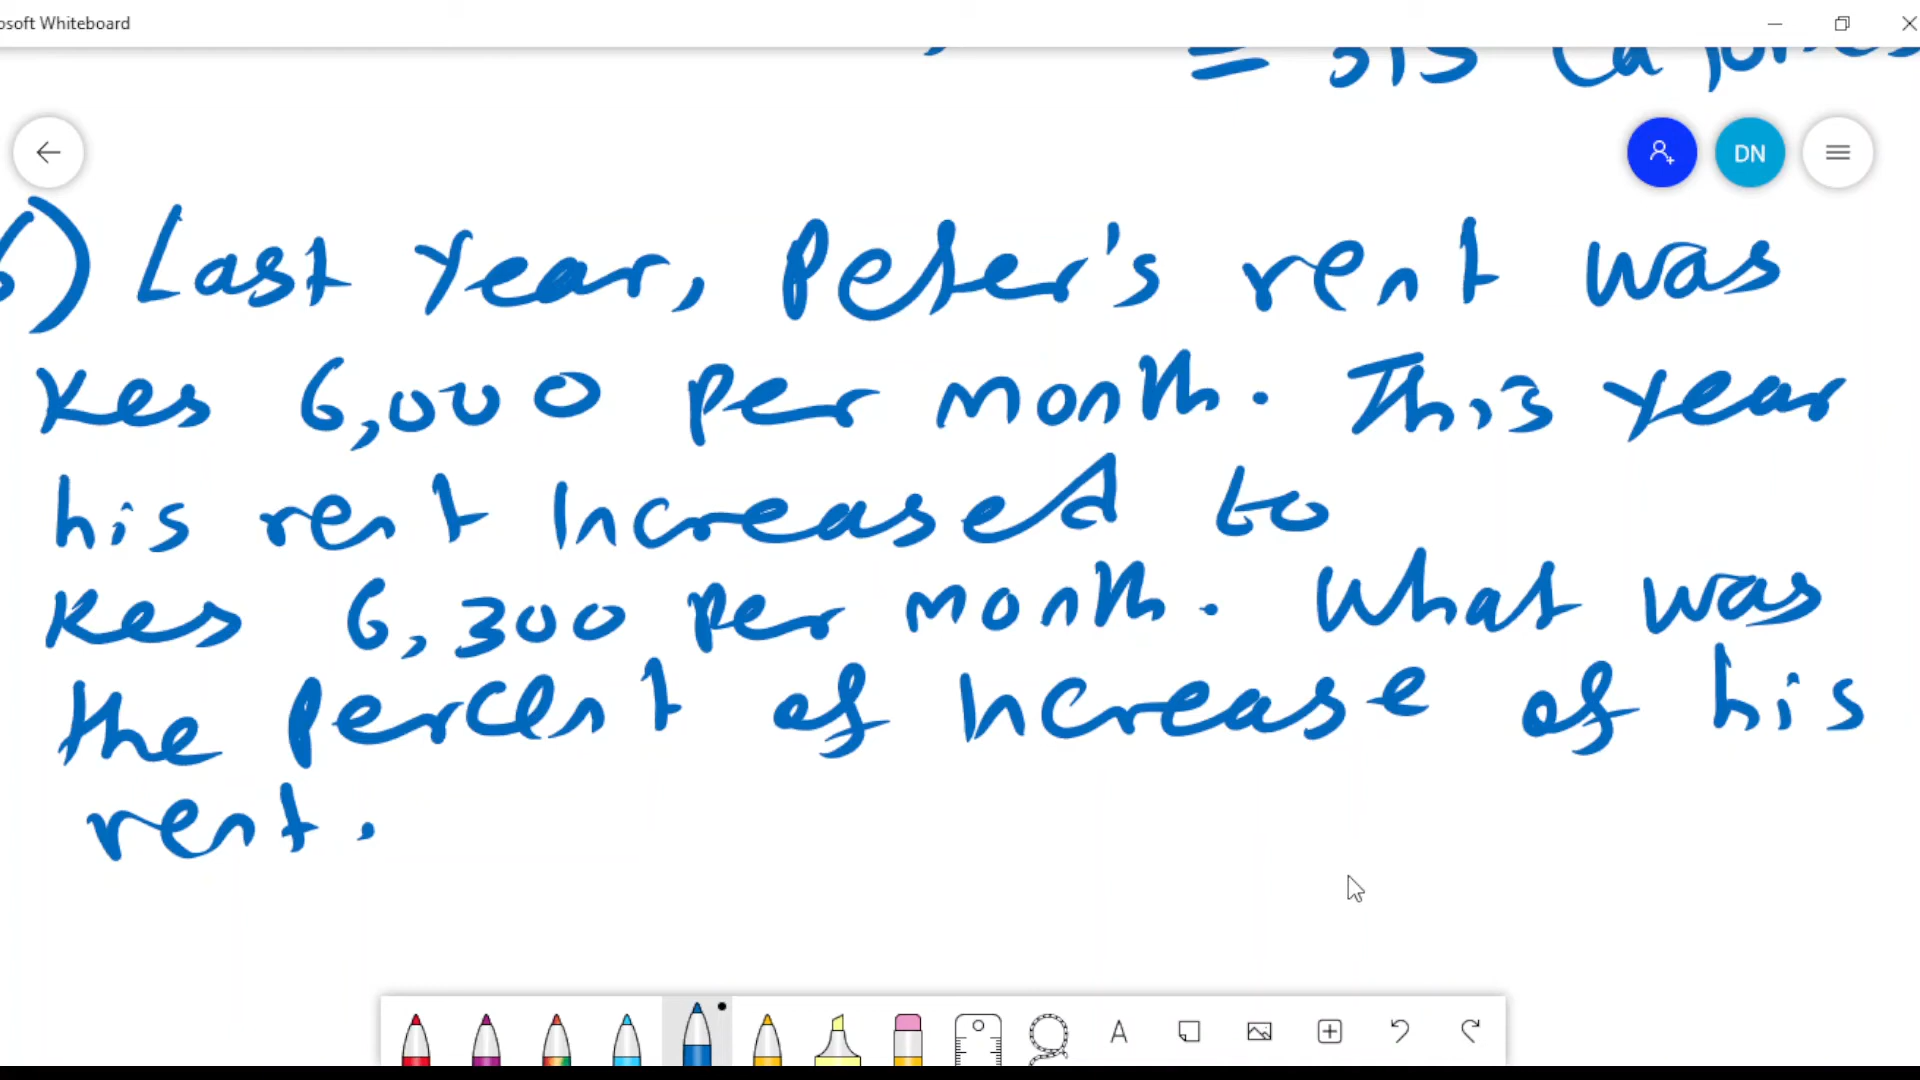 osoft Whiteboard
DN
) Last Year, Peter's rent was
Kes 6,000 per month. This year
his rent increased to
Kes 6,300 per month. What was
the percent of increase of his
rent.
A